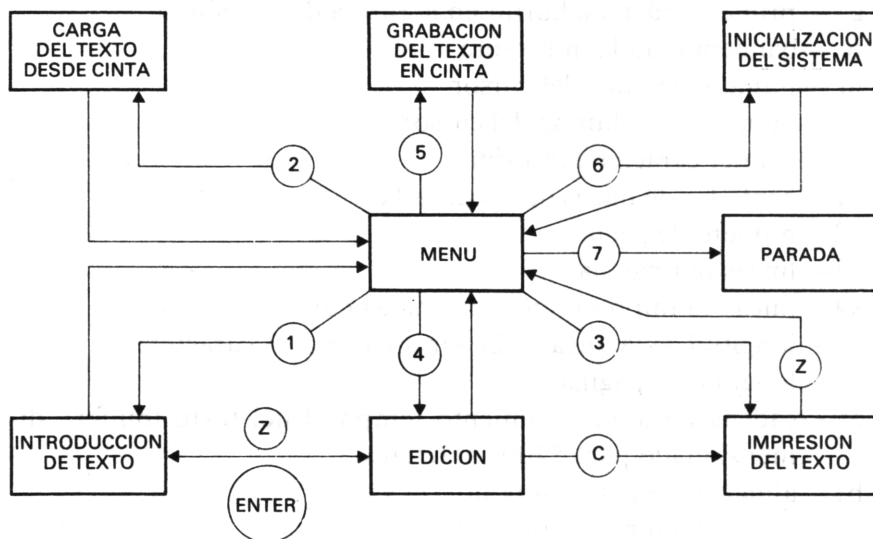 CARGA
DEL TEXTO
DESDE CINTA
GRABACION
DEL TEXTO
EN CINTA
INICIALIZACION
DEL SISTEMA
2
5
6
MENU
7
PARADA
1
4
3
Z
INTRODUCCION
DE TEXTO
Z
ENTER
EDICION
C
IMPRESION
DEL TEXTO